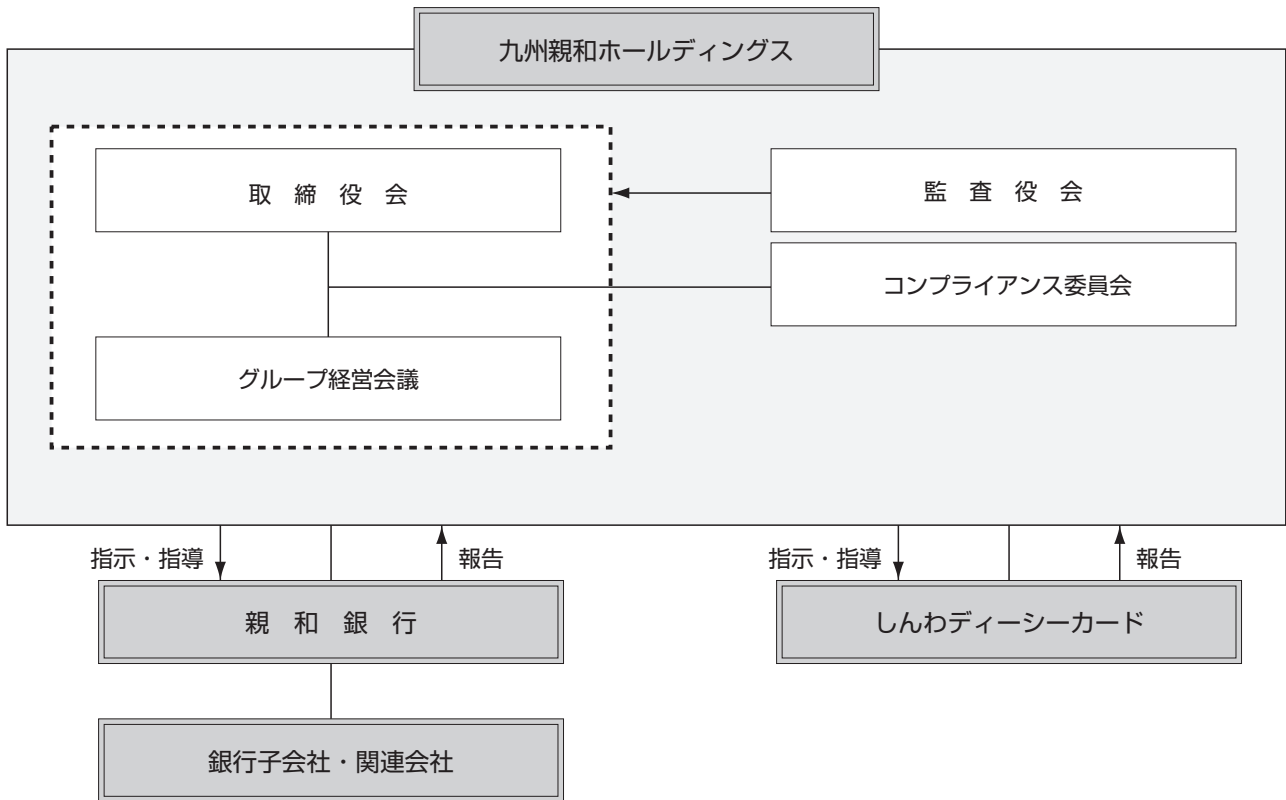 九州親和ホールディングス
取 締 役 会
監 査 役 会
コンプライアンス委員会
グループ経営会議
指示・指導
報告
指示・指導
報告
親 和 銀 行
しんわディーシーカード
銀行子会社・関連会社